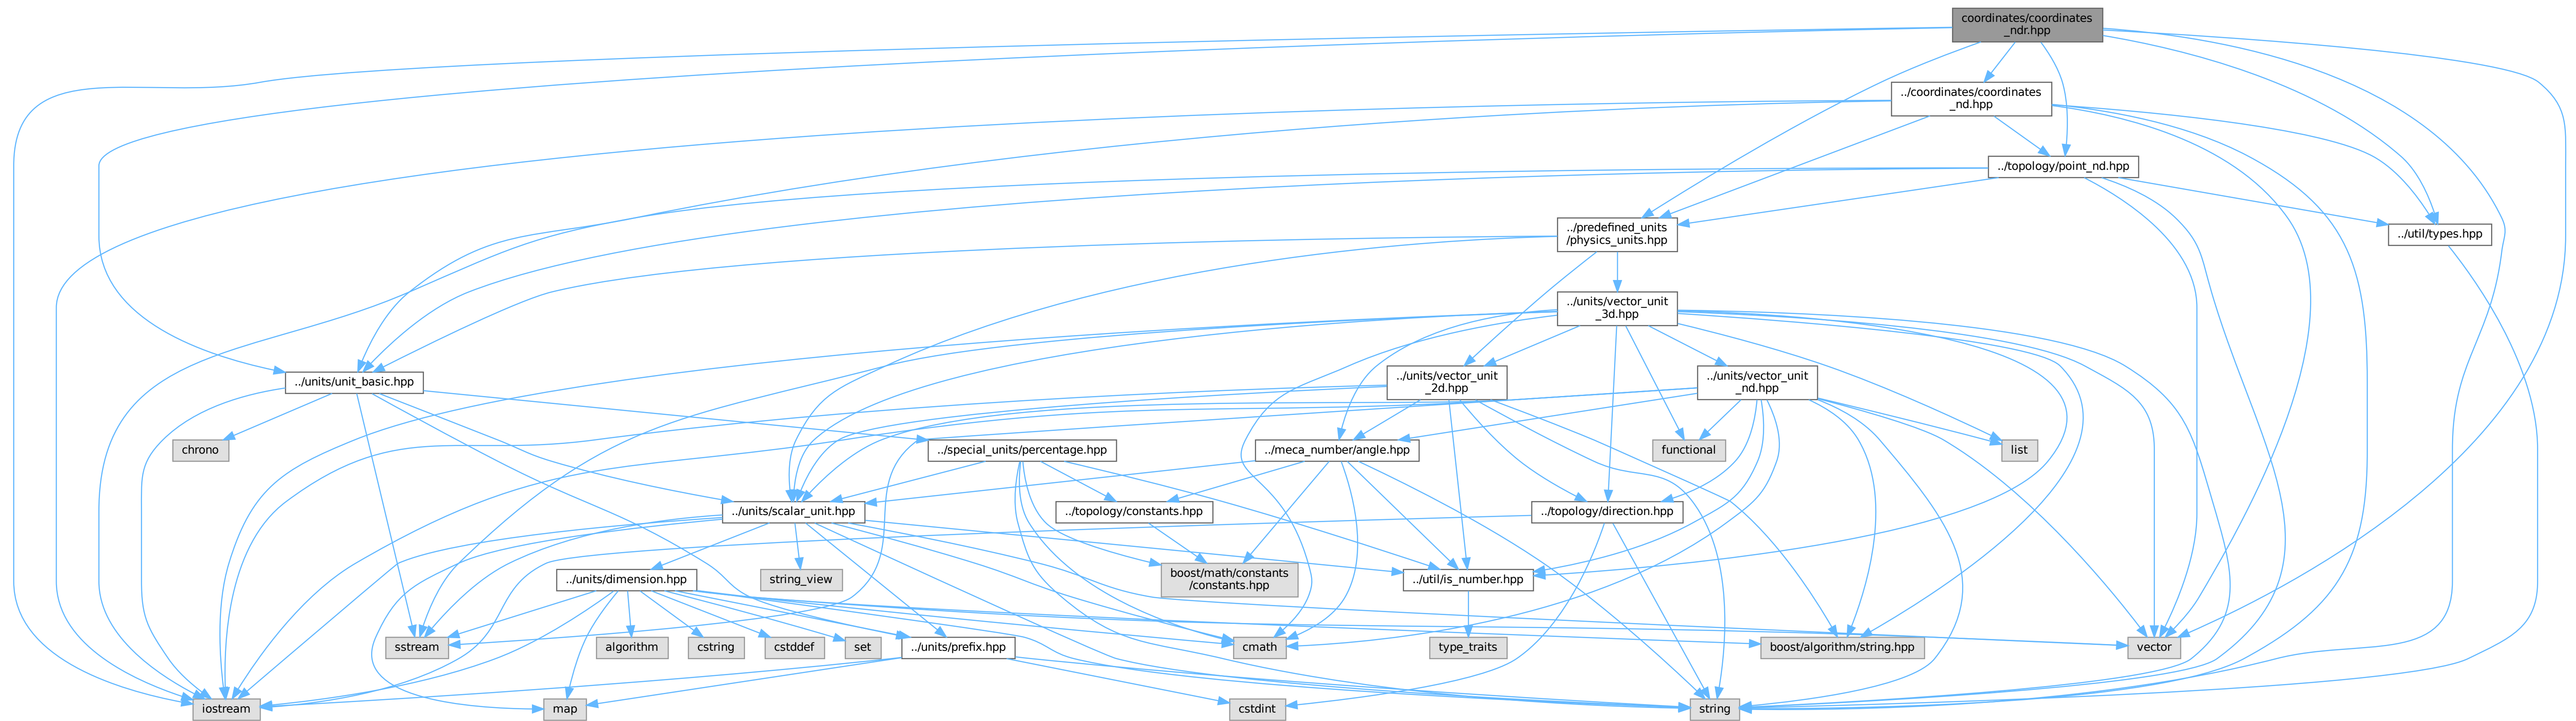 coordinates/coordinates
_ndr.hpp
../coordinates/coordinates
_nd.hpp
../topology/point_nd.hpp
../predefined_units
/physics_units.hpp
../util/types.hpp
../units/vector_unit
_3d.hpp
../units/unit_basic.hpp
../units/vector_unit
_2d.hpp
../units/vector_unit
_nd.hpp
chrono
../special_units/percentage.hpp
../meca_number/angle.hpp
functional
list
../units/scalar_unit.hpp
../topology/constants.hpp
../topology/direction.hpp
../units/dimension.hpp
string_view
boost/math/constants
/constants.hpp
../util/is_number.hpp
sstream
algorithm
cstring
cstddef
set
../units/prefix.hpp
cmath
type_traits
boost/algorithm/string.hpp
vector
iostream
map
cstdint
string